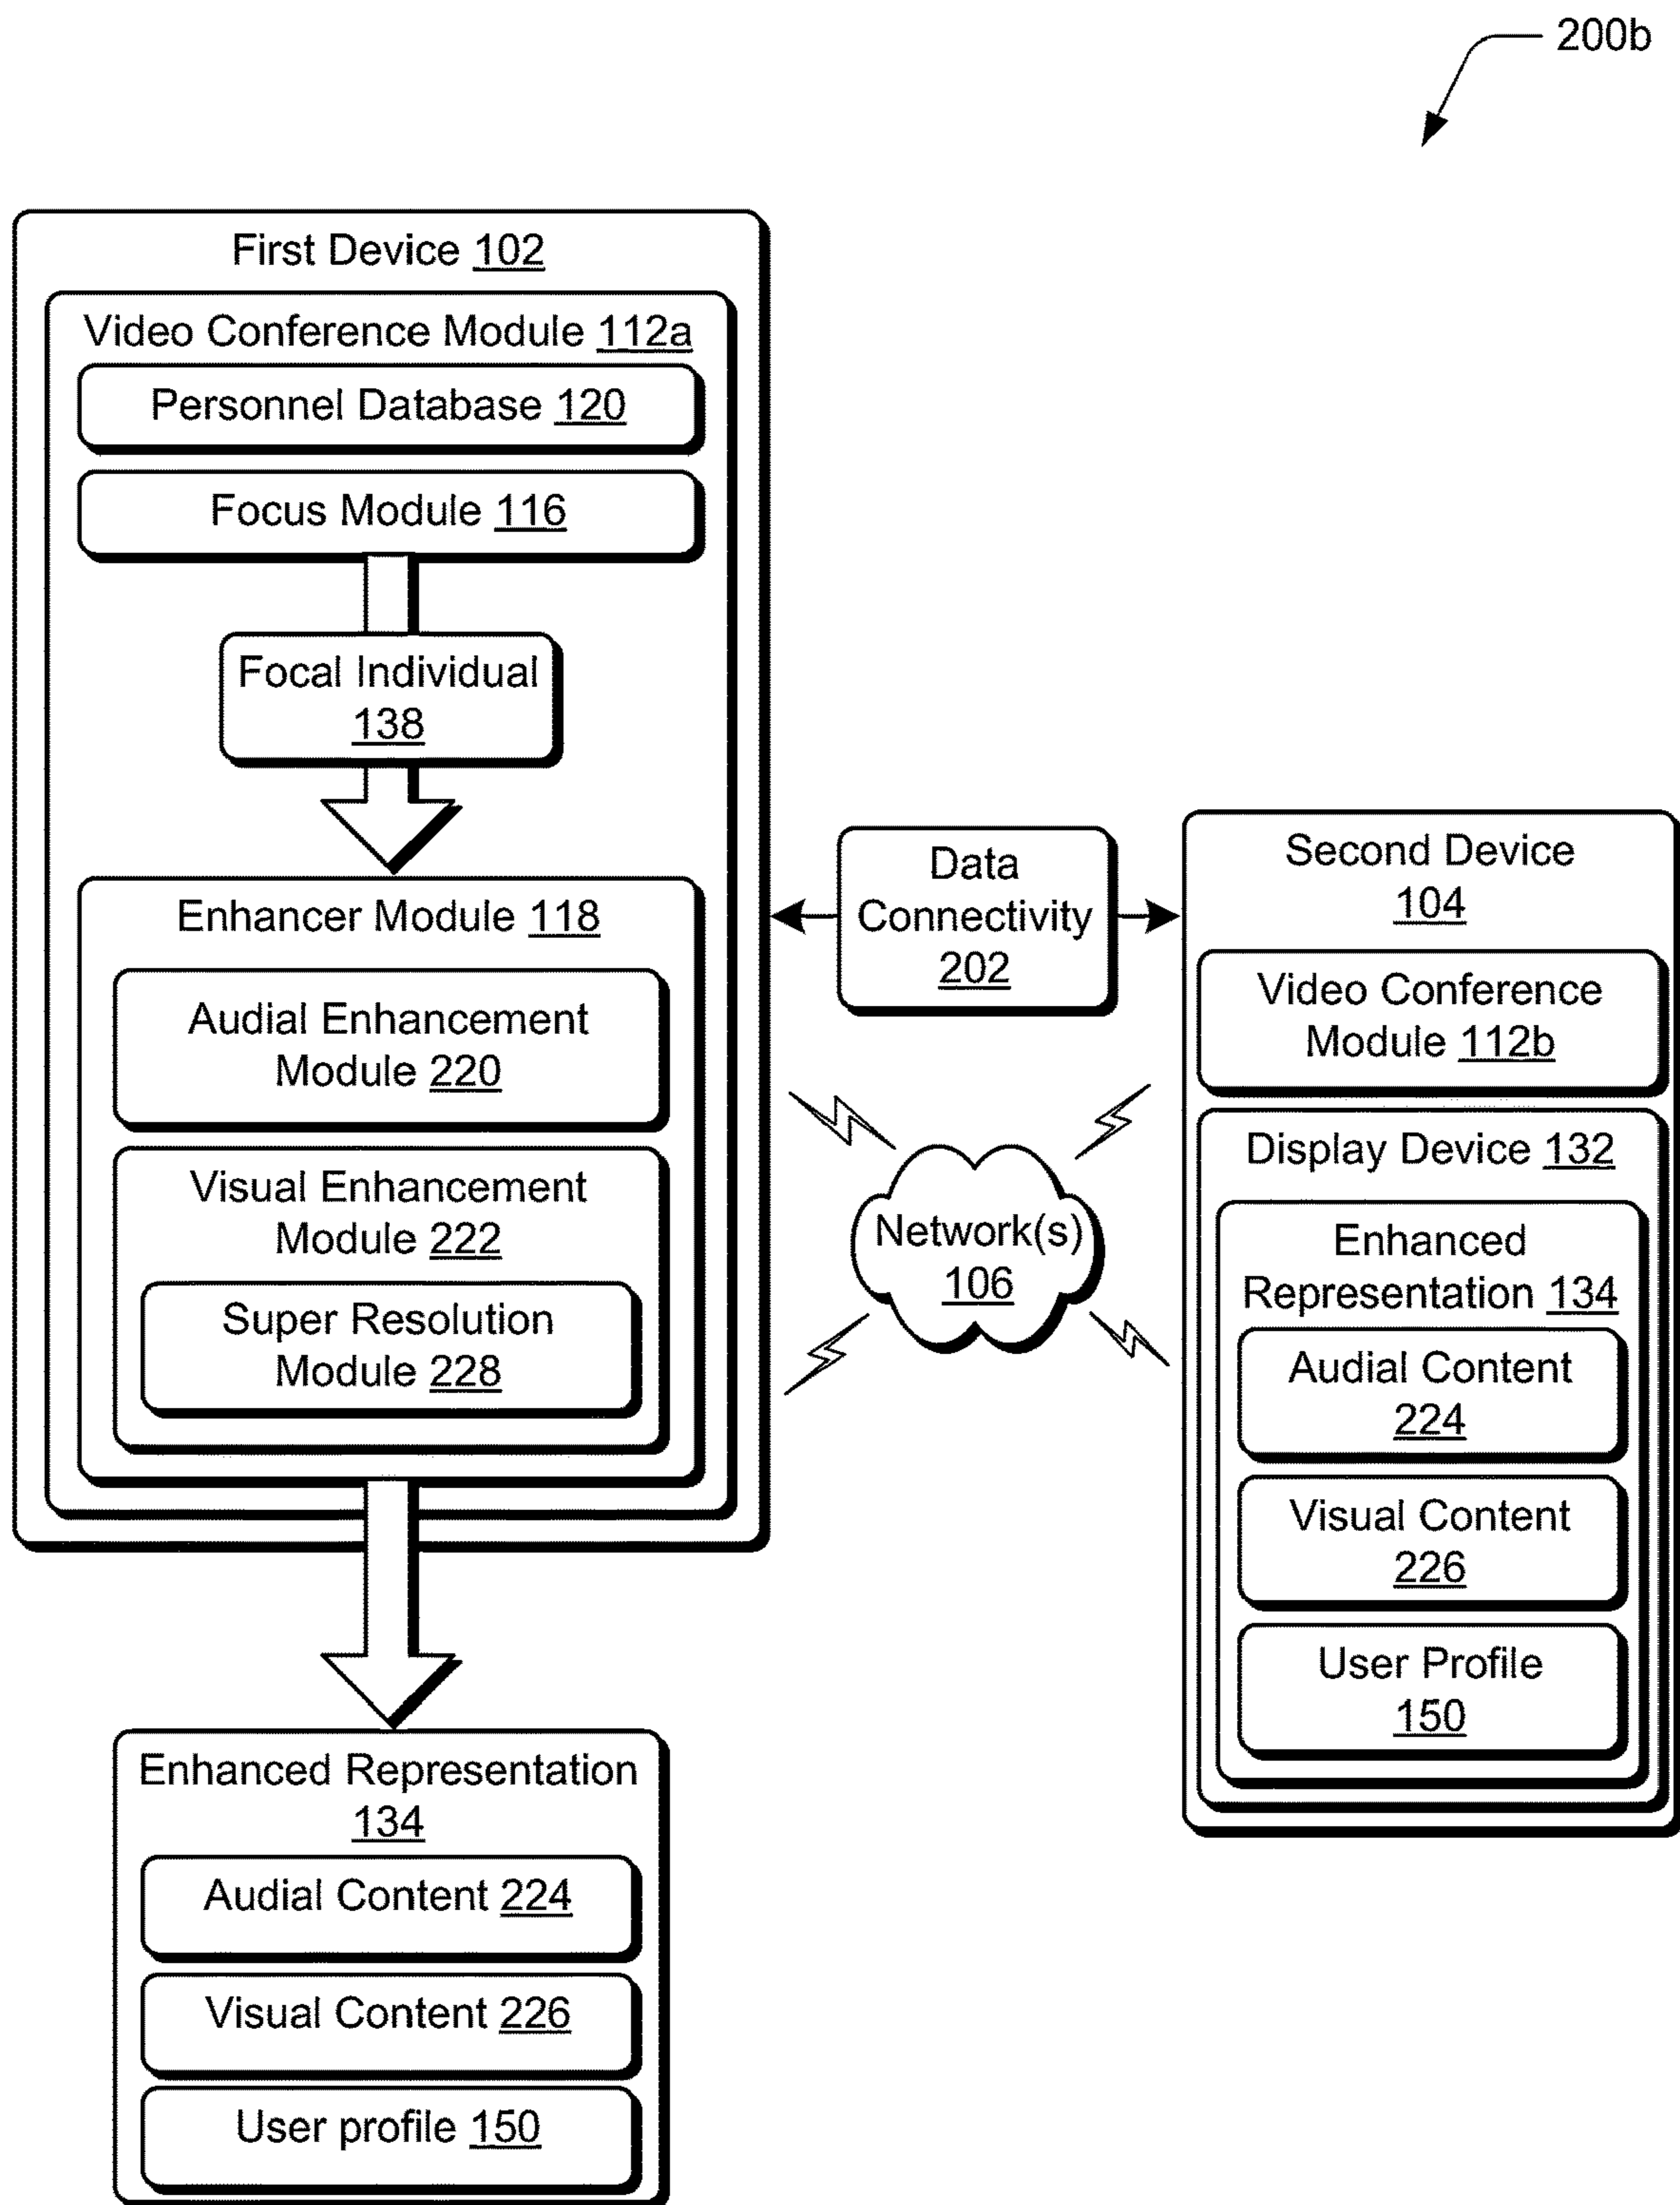 200b
First Device 102
Video Conference Module 112a
Personnel Database 120
Focus Module 116
Focal Individual
138
Enhancer Module 118
Audial Enhancement
Module 220
Visual Enhancement
Module 222
Super Resolution
Module 228
Enhanced Representation
134
Audial Content 224
Visual Content 226
User profile 150
Data
Connectivity
202
Network(s)
106
Second Device
104
Video Conference
Module 112b
Display Device 132
Enhanced
Representation 134
Audial Content
224
Visual Content
226
User Profile
150